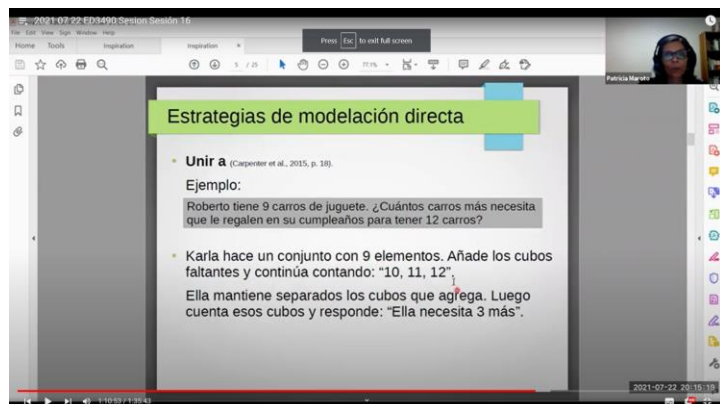 2021 07 22 ED3490 Sesion Sesión 16
File Edit View Sign Window Help
Press Esc to exit full screen
Home Tools Inspiration Inspiration ×
5 / 25
77.1%
Patricia Maroto
Estrategias de modelación directa
• Unir a (Carpenter et al., 2015, p. 18).
Ejemplo:
Roberto tiene 9 carros de juguete. ¿Cuántos carros más necesita
que le regalen en su cumpleaños para tener 12 carros?
• Karla hace un conjunto con 9 elementos. Añade los cubos
faltantes y continúa contando: “10, 11, 12”.
Ella mantiene separados los cubos que agrega. Luego
cuenta esos cubos y responde: “Ella necesita 3 más”.
2021-07-22 20:15:19
1:10:53 / 1:35:43